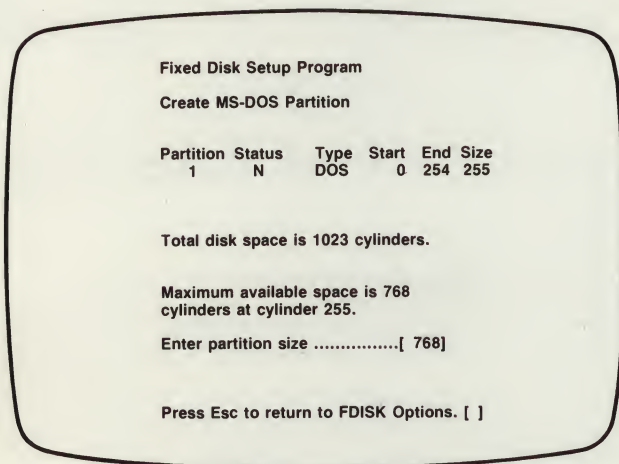 Fixed Disk Setup Program
Create MS-DOS Partition
Partition Status Type Start End Size
1 N DOS 0 254 255
Total disk space is 1023 cylinders.
Maximum available space is 768
cylinders at cylinder 255.
Enter partition size ................[ 768]
Press Esc to return to FDISK Options. [ ]